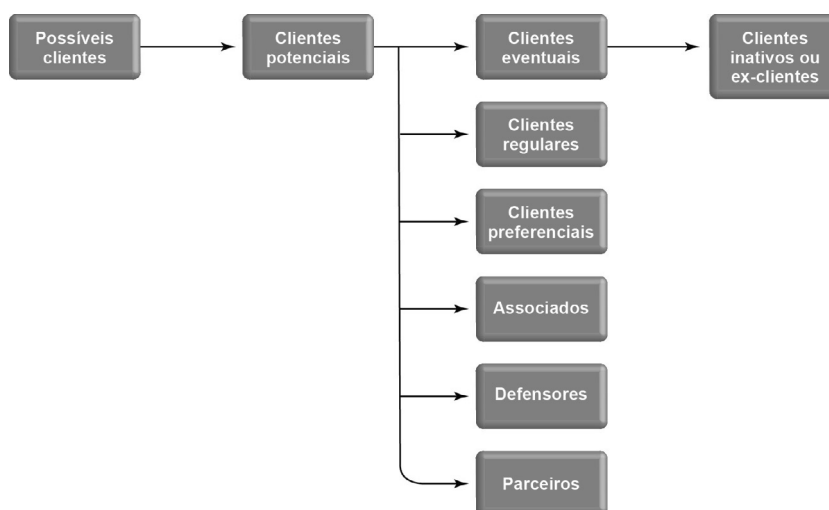 Possíveis
clientes
Clientes
potenciais
Clientes
eventuais
Clientes
inativos ou
ex-clientes
Clientes
regulares
Clientes
preferenciais
Associados
Defensores
Parceiros